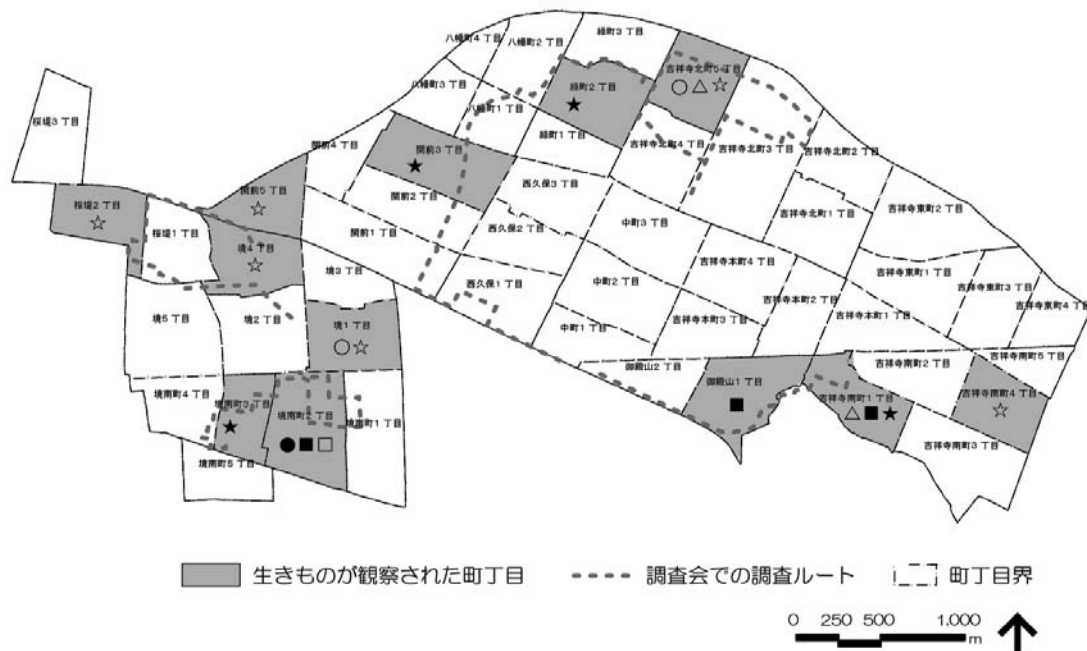 八幡町4 丁目
八幡町2 丁目
緑町3 丁目
吉祥寺北町5 丁目
○ △ ☆
八幡町3 丁目
緑町2 丁目
★
桜堤3 丁目
八幡町1 丁目
関前4 丁目
関前3 丁目
★
緑町1 丁目
吉祥寺北町4 丁目
吉祥寺北町3 丁目
吉祥寺北町2 丁目
西久保3 丁目
関前5 丁目
☆
関前2 丁目
桜堤2 丁目
☆
吉祥寺北町1 丁目
吉祥寺東町2 丁目
中町3 丁目
西久保2 丁目
桜堤1 丁目
関前1 丁目
境4 丁目
☆
吉祥寺本町4 丁目
境3 丁目
吉祥寺東町1 丁目
中町2 丁目
西久保1 丁目
吉祥寺東町3 丁目
吉祥寺本町2 丁目
吉祥寺東町4 丁目
境5 丁目
境2 丁目
吉祥寺本町3 丁目
吉祥寺本町1 丁目
中町1 丁目
境1 丁目
○☆
吉祥寺南町5 丁目
御殿山2 丁目
吉祥寺南町2 丁目
御殿山1 丁目
■
境南町4 丁目
吉祥寺南町4 丁目
☆
吉祥寺南町1 丁目
△ ■ ★
境南町3 丁目
★
境南町2 丁目
● ■ □
境南町1 丁目
吉祥寺南町3 丁目
境南町5 丁目
生きものが観察された町丁目
調査会での調査ルート
町丁目界
0 250 500 1.000
m